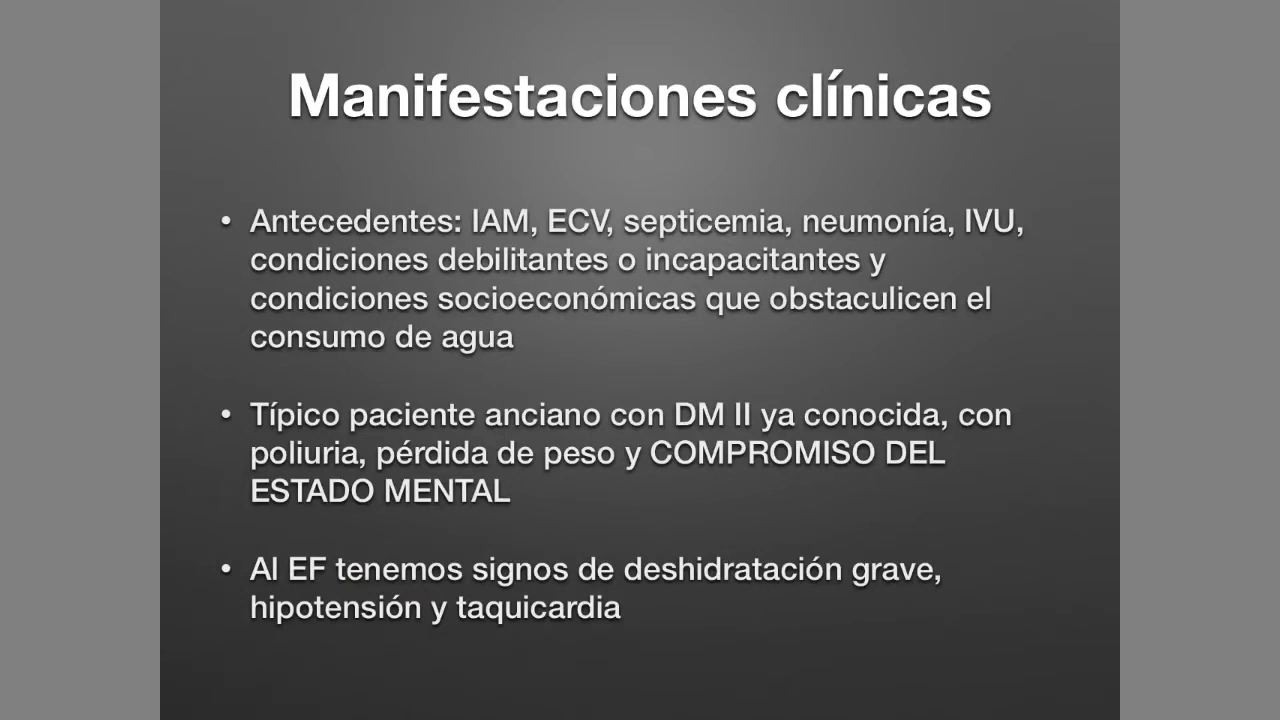 Manifestaciones clínicas
• Antecedentes: IAM, ECV, septicemia, neumonía, IVU,
condiciones debilitantes o incapacitantes y
condiciones socioeconómicas que obstaculicen el
consumo de agua
• Típico paciente anciano con DM II ya conocida, con
poliuria, pérdida de peso y COMPROMISO DEL
ESTADO MENTAL
• Al EF tenemos signos de deshidratación grave,
hipotensión y taquicardia